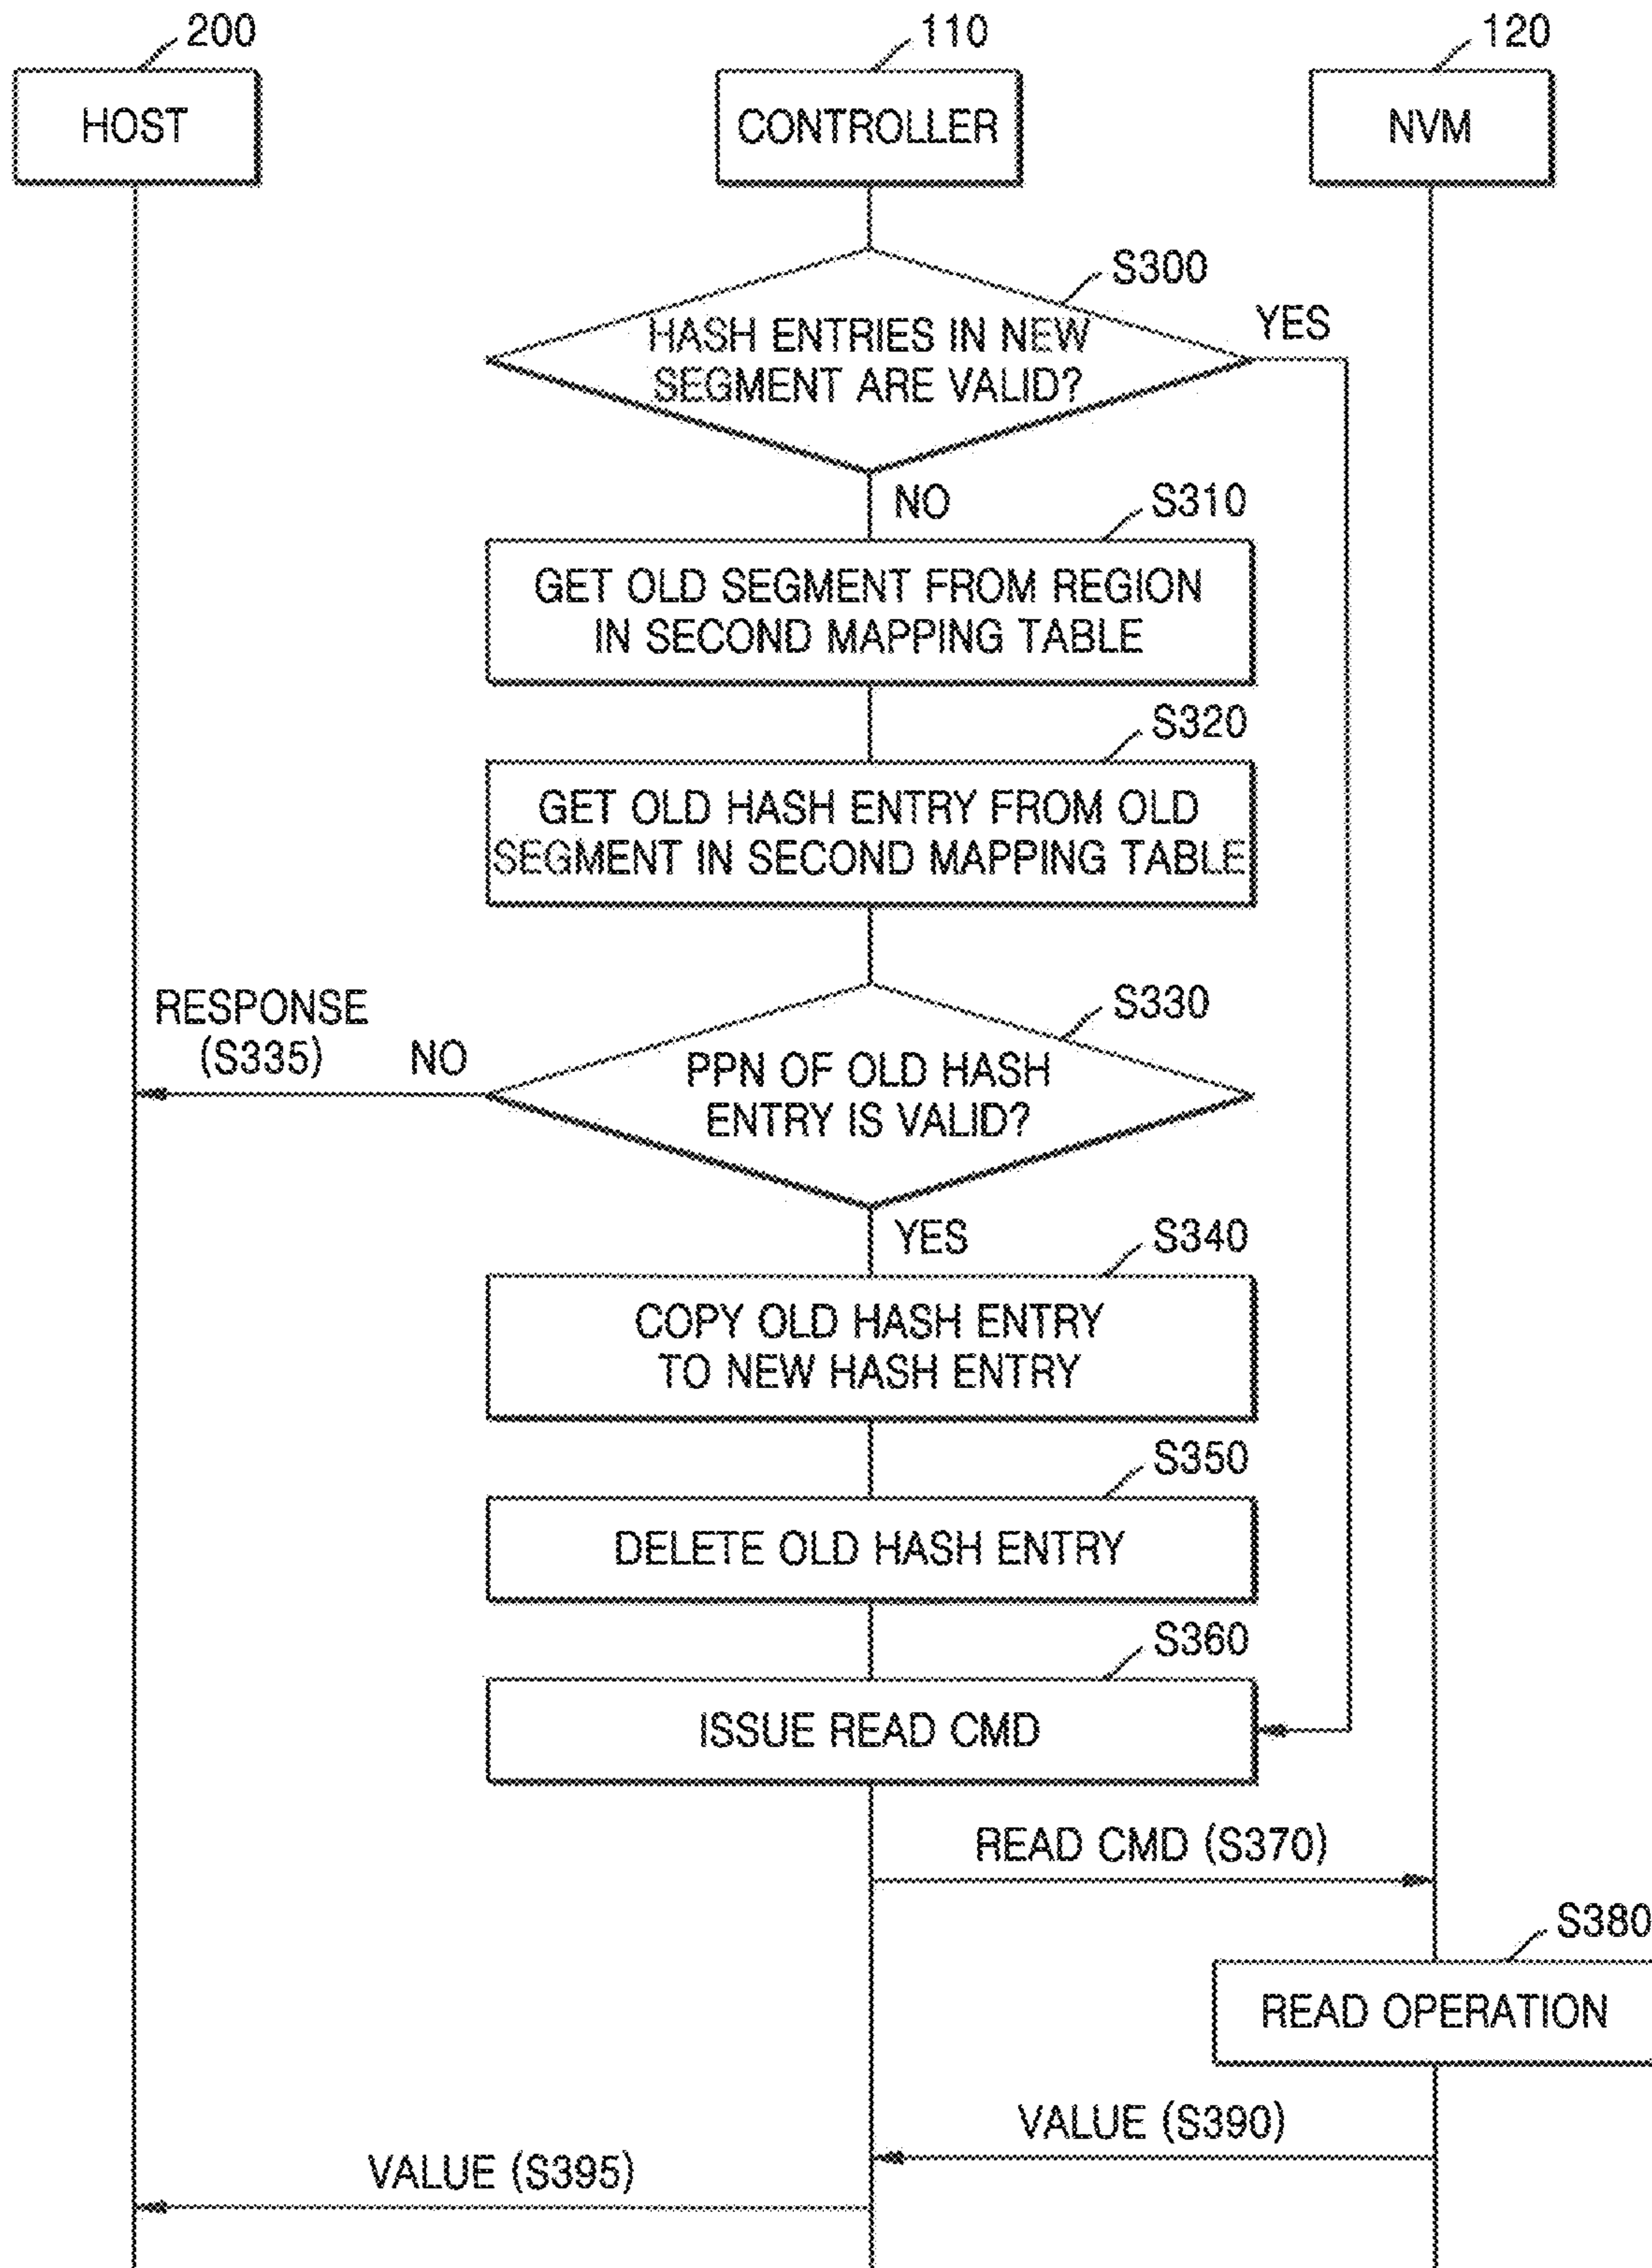 200
110
120
HOST
CONTROLLER
NVM
S300
HASH ENTRIES IN NEW
SEGMENT ARE VALID?
YES
NO
S310
GET OLD SEGMENT FROM REGION
IN SECOND MAPPING TABLE
S320
GET OLD HASH ENTRY FROM OLD
SEGMENT IN SECOND MAPPING TABLE
S330
RESPONSE
(S335)
NO
PPN OF OLD HASH
ENTRY IS VALID?
YES
S340
COPY OLD HASH ENTRY
TO NEW HASH ENTRY
S350
DELETE OLD HASH ENTRY
S360
ISSUE READ CMD
READ CMD (S370)
S380
READ OPERATION
VALUE (S390)
VALUE (S395)